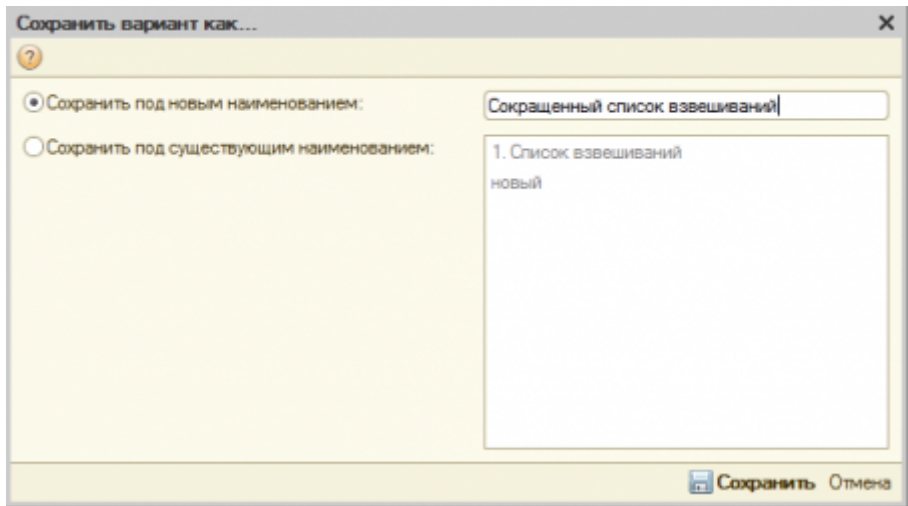 Сохранить вариант как...
?
Сохранить под новым наименованием: Сокращенный список взвешиваний
Сохранить под существующим наименованием: 1. Список взвешиваний
новый
Сохранить Отмена